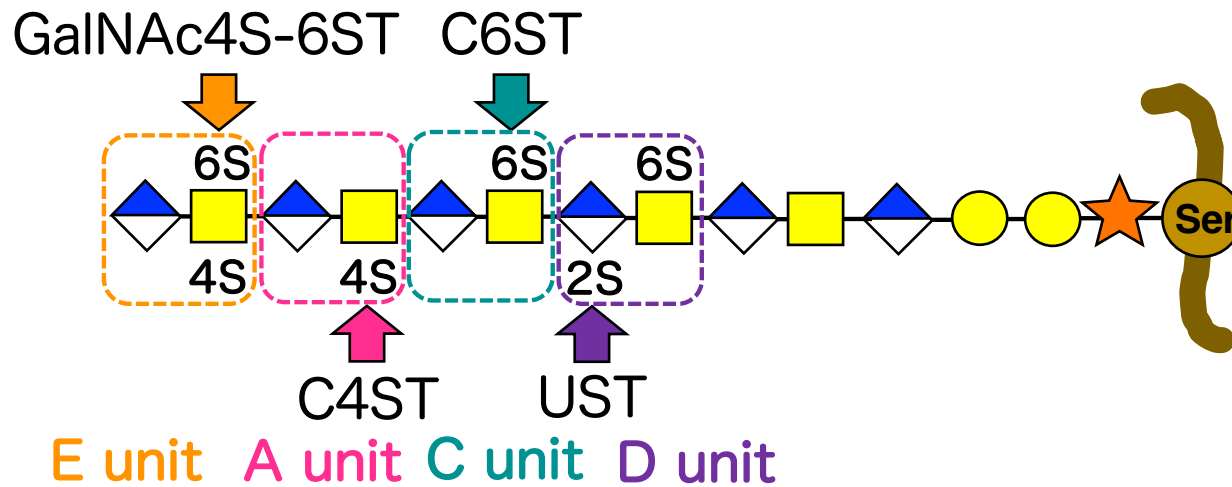 GalNAc4S-6ST C6ST
6S 6S 6S
Ser
4S 4S 2S
C4ST UST
E unit A unit C unit D unit